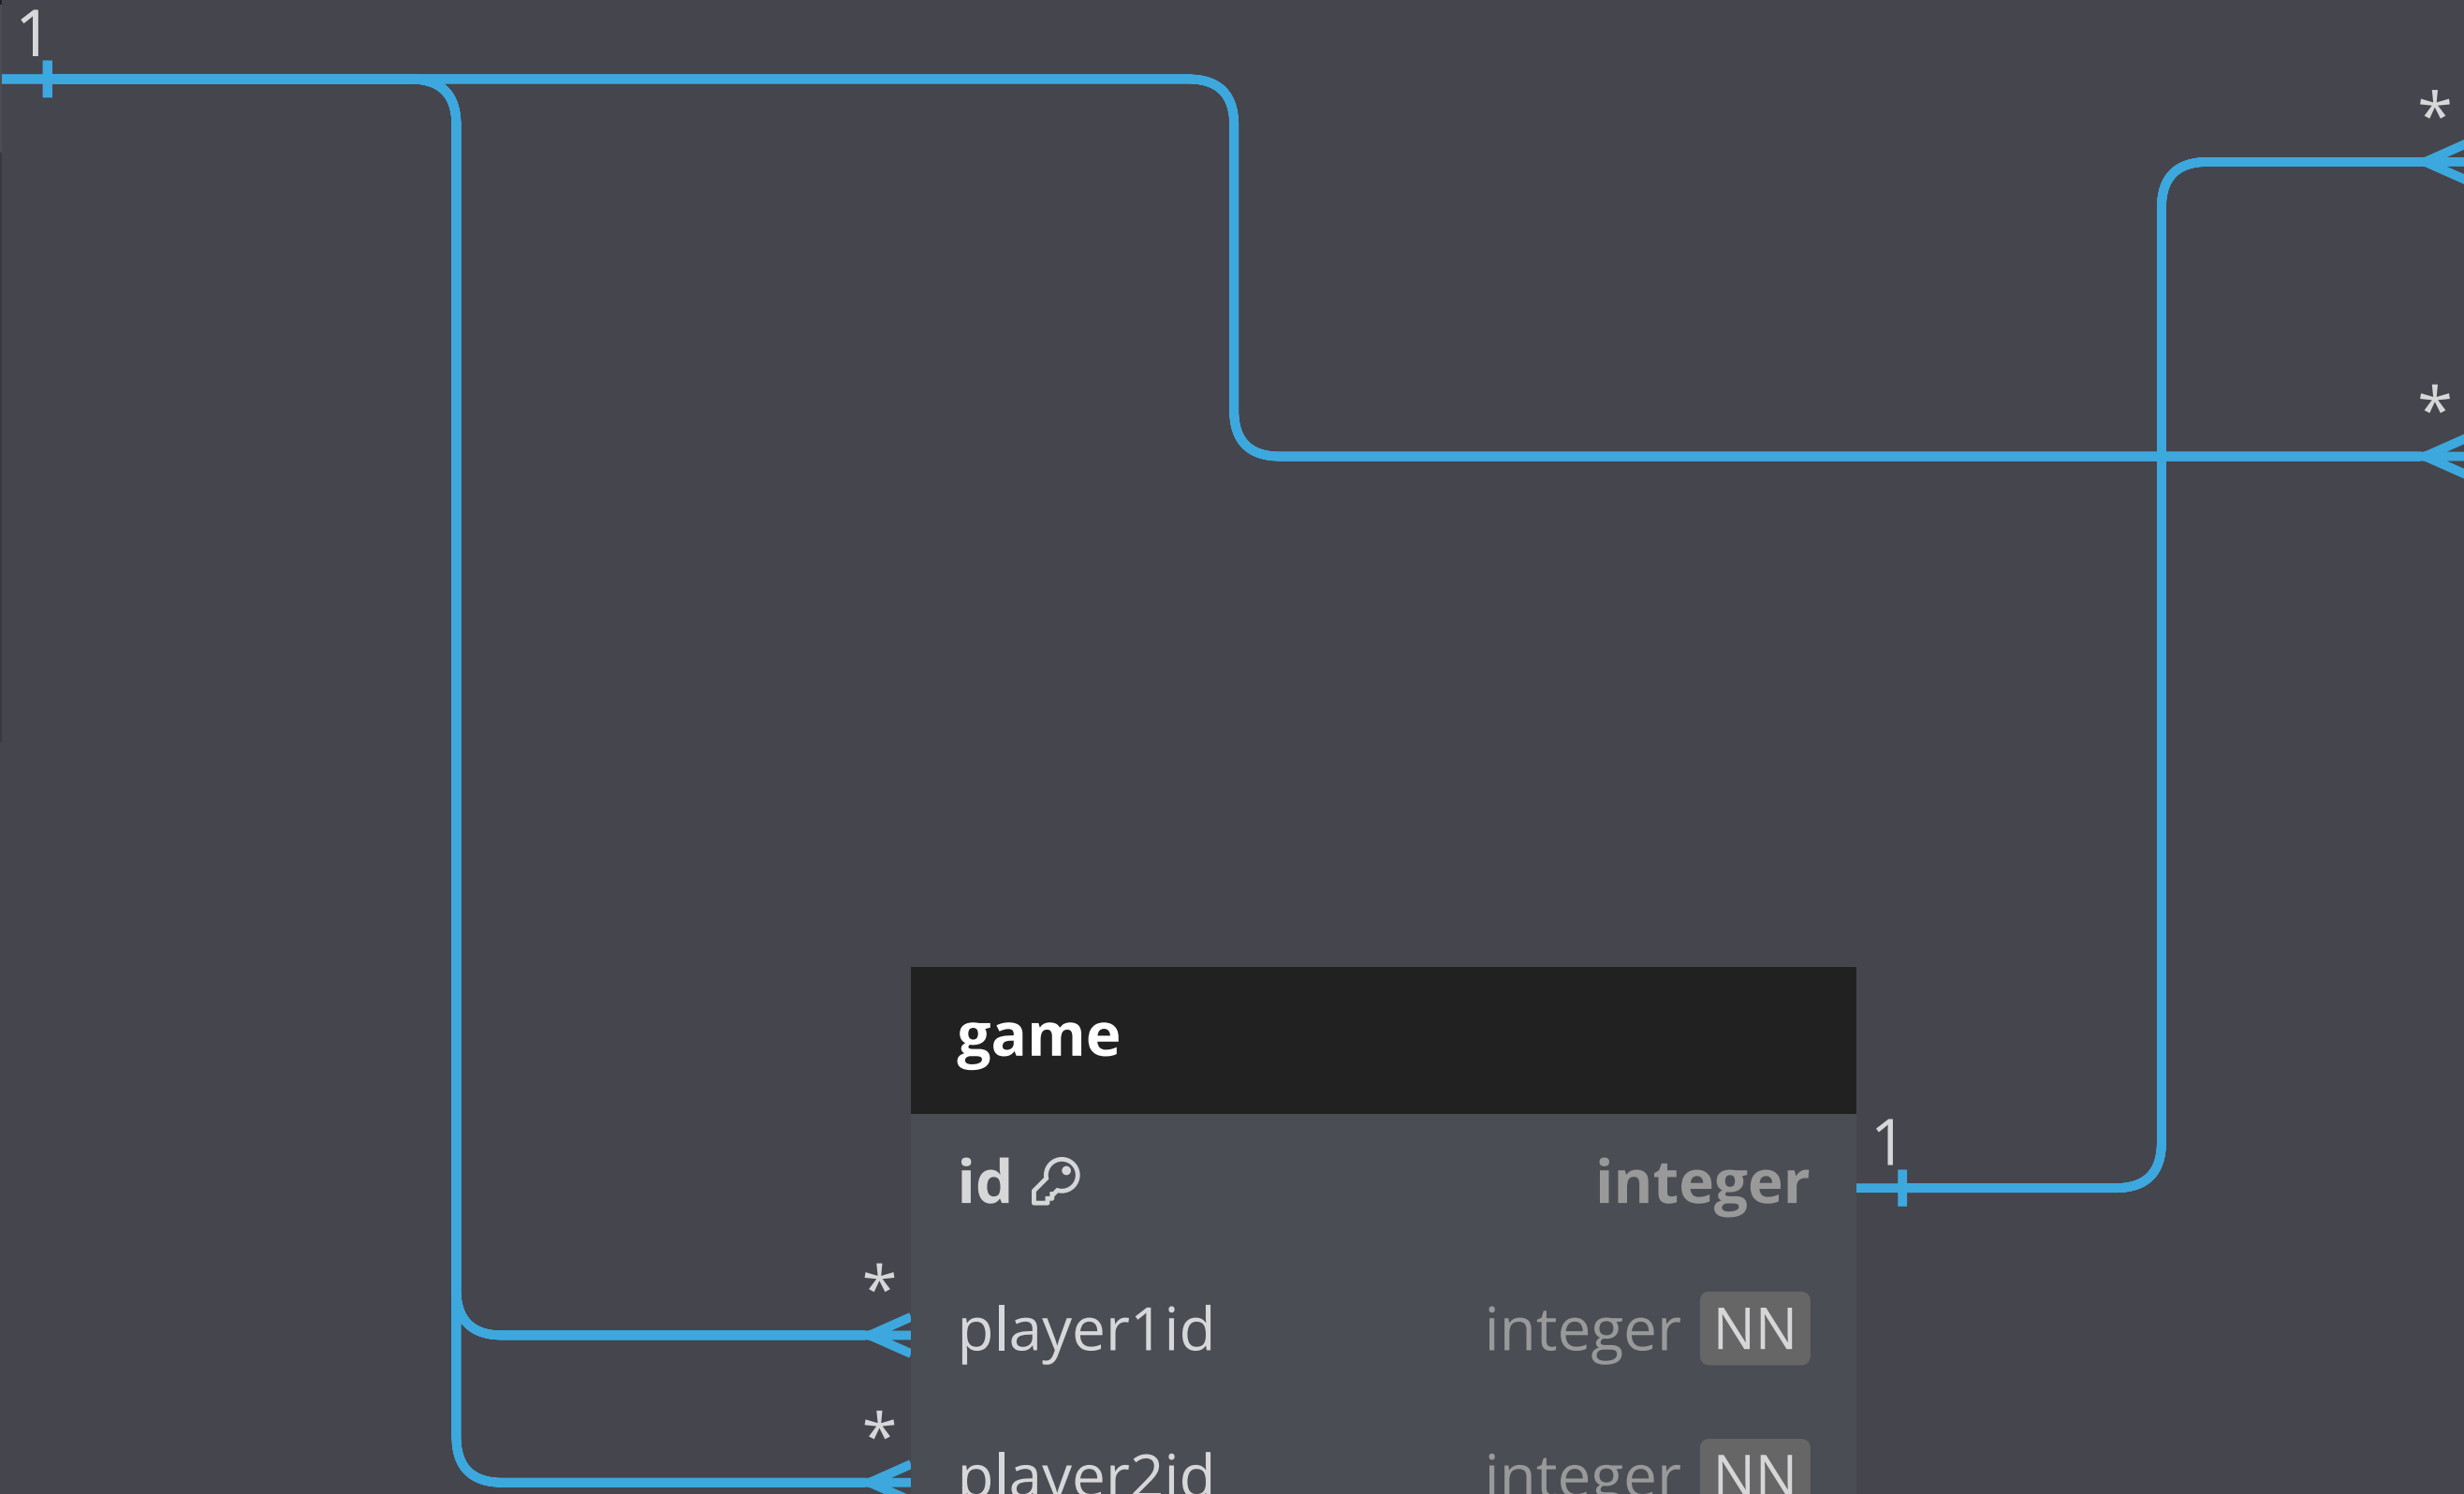 1
*
*
game
id integer
1
*
player1id integer NN
*
player2id integer NN